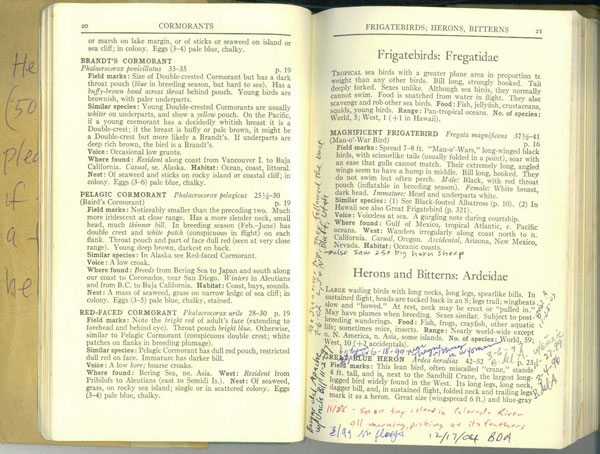 He
(50
plea
If
a f
be
20 CORMORANTS
or marsh on lake margin, or of sticks or seaweed on island or
sea cliff; in colony. Eggs (3–4) pale blue, chalky.
BRANDT'S CORMORANT
Phalacrocorax penicillatus 33–35 p. 19
Field marks: Size of Double-crested Cormorant but has a dark
throat pouch (blue in breeding season, but hard to see). Has a
buffy-brown band across throat behind pouch. Young birds are
brownish, with paler underparts.
Similar species: Young Double-crested Cormorants are usually
whiter on underparts, and show a yellow pouch. On the Pacific,
if a young cormorant has a decidedly whitish breast it is a
Double-crest; if the breast is buffy or pale brown, it might be
a Double-crest but more likely a Brandt's. If underparts are
deep rich brown, the bird is a Brandt's.
Voice: Occasional low grunts.
Where found: Resident along coast from Vancouver I. to Baja
California. Casual, se. Alaska. Habitat: Ocean, coast, littoral.
Nest: Of seaweed and sticks on rocky island or coastal cliff; in
colony. Eggs (3–6) pale blue, chalky.
PELAGIC CORMORANT Phalacrocorax pelagicus 25½–30
(Baird's Cormorant) p. 19
Field marks: Noticeably smaller than the preceding two. Much
more iridescent at close range. Has a more slender neck, small
head, much thinner bill. In breeding season (Feb.–June) has
double crest and white patch (conspicuous in flight) on each
flank. Throat pouch and part of face dull red (seen at very close
range). Young deep brown, darkest on back.
Similar species: In Alaska see Red-faced Cormorant.
Voice: A low croak.
Where found: Breeds from Bering Sea to Japan and south along
our coast to Coronados, near San Diego. Winters in Aleutians
and (from B.C. to Baja California. Habitat: Coast, bays, sounds.
Nest: A mass of seaweed, grass on narrow ledge of sea cliff; in
colony. Eggs (3–5) pale blue, chalky, stained.
RED-FACED CORMORANT Phalacrocorax urile 28–30 p. 19
Field marks: Note the bright red of adult's face (extending to
forehead and behind eye). Throat pouch bright blue. Otherwise,
similar to Pelagic Cormorant (conspicuous double crest; white
patches on flanks in breeding plumage).
Similar species: Pelagic Cormorant has dull red pouch, restricted
dull red on face. Immature has darker bill.
Voice: A low kore; hoarse croaks.
Where found: Bering Sea, ne. Asia. West: Resident from
Pribilofs to Aleutians (east to Semidi Is.). Nest: Of seaweed,
grass, on rocky sea island; single or in scattered colony. Eggs
(3–4) pale blue, chalky.
FRIGATEBIRDS; HERONS, BITTERNS 21
Frigatebirds: Fregatidae
TROPICAL sea birds with a greater plane area in proportion to
weight than any other birds. Bill long, strongly hooked. Tail
deeply forked. Sexes unlike. Although sea birds, they normally
cannot swim. Food is snatched from water in flight. They also
scavenge and rob other sea birds. Food: Fish, jellyfish, crustaceans,
squids, young birds. Range: Pan-tropical oceans. No. of species:
World, 5; West, 1 (+1 in Hawaii).
MAGNIFICENT FRIGATEBIRD Fregata magnificens 37½–41
(Man-o'-War Bird) p. 16
Field marks: Spread 7–8 ft. "Man-o'-Wars," long-winged black
birds, with scissorlike tails (usually folded in a point), soar with
an ease that gulls cannot match. Their extremely long, angled
wings seem to have a hump in middle. Bill long, hooked. They
do not swim but often perch. Male: Black, with red throat
pouch (inflatable in breeding season). Female: White breast,
dark head. Immature: Head and underparts white.
Similar species: (1) See Black-footed Albatross (p. 10). (2) In
Hawaii see also Great Frigatebird (p. 321).
Voice: Voiceless at sea. A gurgling note during courtship.
Where found: Gulf of Mexico, tropical Atlantic, e. Pacific
oceans. West: Wanders irregularly along coast north to n.
California. Casual, Oregon. Accidental, Arizona, New Mexico,
Nevada. Habitat: Oceanic coasts.
also saw 25+ big horn sheep
Herons and Bitterns: Ardeidae
LARGE wading birds with long necks, long legs, spearlike bills. In
sustained flight, heads are tucked back in an S; legs trail; wingbeats
slow and "bowed." At rest, neck may be erect or "pulled in."
May have plumes when breeding. Sexes similar. Subject to post-
breeding wanderings. Food: Fish, frogs, crayfish, other aquatic
life; sometimes mice, insects. Range: Nearly world-wide except
n. N. America, n. Asia, some islands. No. of species: World, 59;
West, 10 (+2 accidental).
GREAT BLUE HERON Ardea herodias 42–52 p. 23
Field marks: This lean bird, often miscalled "crane," stands
4 ft. tall, and is, next to the Sandhill Crane, the largest long-
legged bird widely found in the West. Its long legs, long neck,
dagger bill, and, in sustained flight, folded neck and trailing legs
mark it as a heron. Great size (wingspread 6 ft.) and blue-gray
all morning, picking at its feathers
12/17/04 BDA